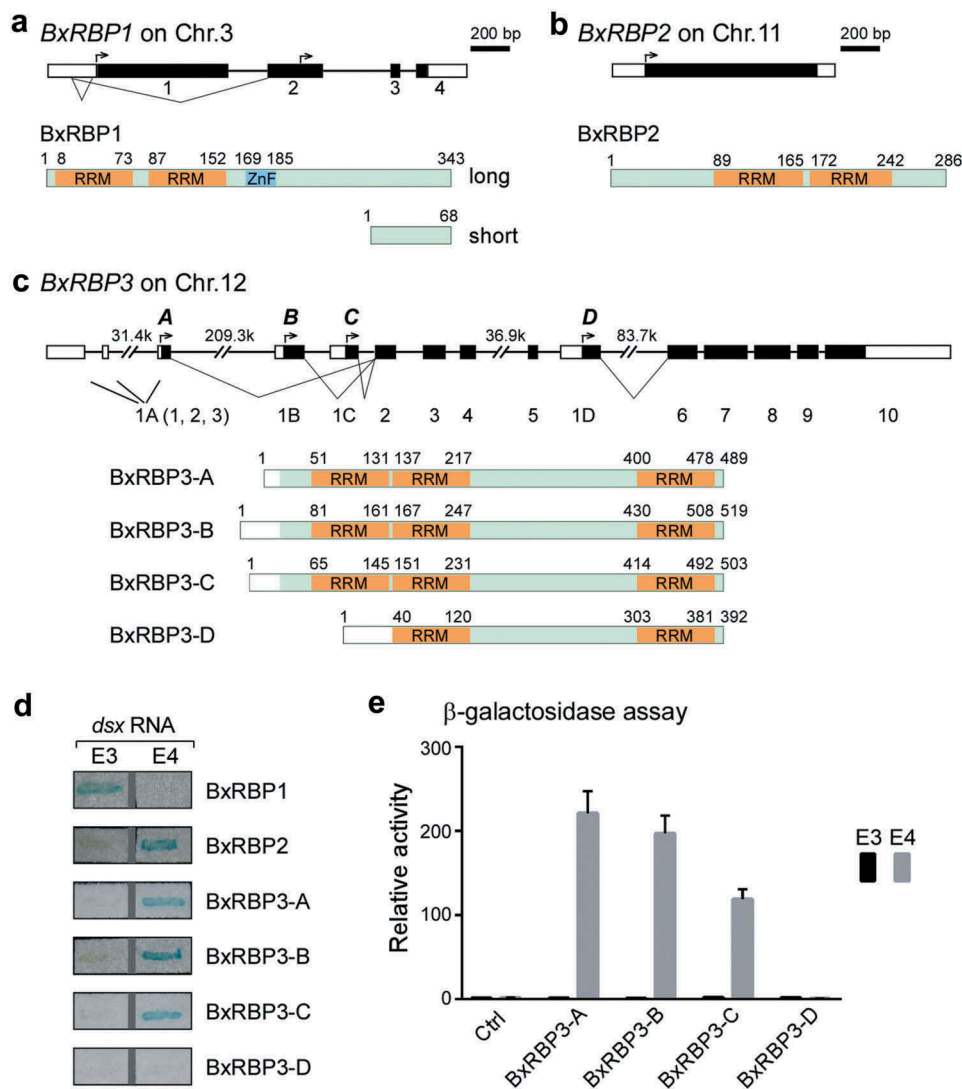 a
BxRBP1 on Chr.3
200 bp
1 2 3 4
BxRBP1
1 8 73 87 152 169 185 343
RRM RRM ZnF long
1 68
short
b
BxRBP2 on Chr.11
200 bp
BxRBP2
1 89 165 172 242 286
RRM RRM
c BxRBP3 on Chr.12
A B C D
31.4k 209.3k 36.9k 83.7k
1A (1, 2, 3) 1B 1C 2 3 4 5 1D 6 7 8 9 10
1 51 131 137 217 400 478 489
BxRBP3-A RRM RRM RRM
1 81 161 167 247 430 508 519
BxRBP3-B RRM RRM RRM
1 65 145 151 231 414 492 503
BxRBP3-C RRM RRM RRM
1 40 120 303 381 392
BxRBP3-D RRM RRM
d
dsx RNA
E3 E4
BxRBP1
BxRBP2
BxRBP3-A
BxRBP3-B
BxRBP3-C
BxRBP3-D
e
β-galactosidase assay
Relative activity
300
200
100
0
Ctrl
BxRBP3-A
BxRBP3-B
BxRBP3-C
BxRBP3-D
E3 E4